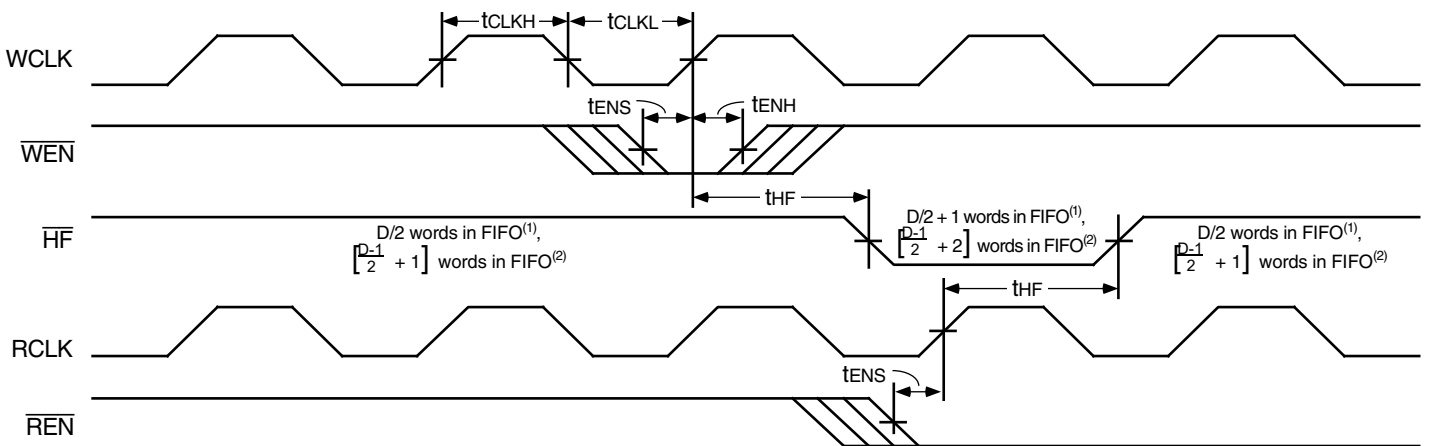 tCLKH
tCLKL
WCLK
tENS
tENH
WEN
tHF
HF
D/2 words in FIFO(1),
[D-1/2 + 1] words in FIFO(2)
D/2 + 1 words in FIFO(1),
[D-1/2 + 2] words in FIFO(2)
D/2 words in FIFO(1),
[D-1/2 + 1] words in FIFO(2)
tHF
RCLK
tENS
REN